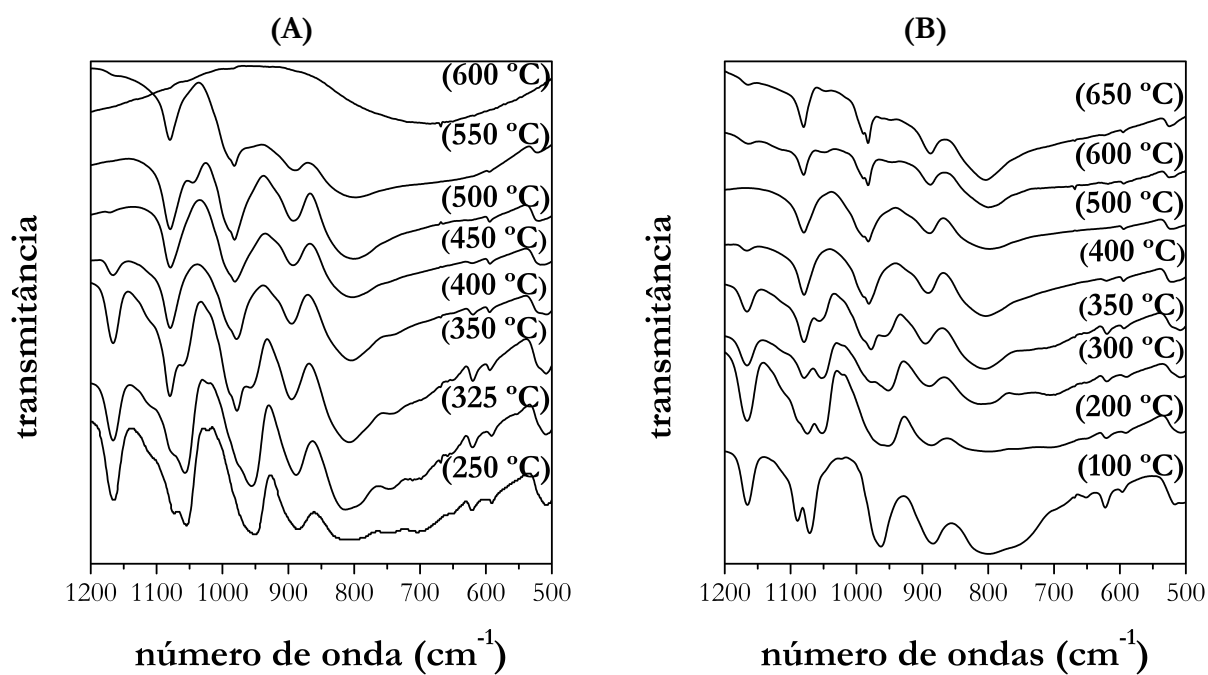 (A)
(600 ºC)
(550 ºC)
(500 ºC)
(450 ºC)
(400 ºC)
(350 ºC)
(325 ºC)
(250 ºC)
transmitância
1200 1100 1000 900 800 700 600 500
número de onda (cm-1)
(B)
(650 ºC)
(600 ºC)
(500 ºC)
(400 ºC)
(350 ºC)
(300 ºC)
(200 ºC)
(100 ºC)
transmitância
1200 1100 1000 900 800 700 600 500
número de ondas (cm-1)